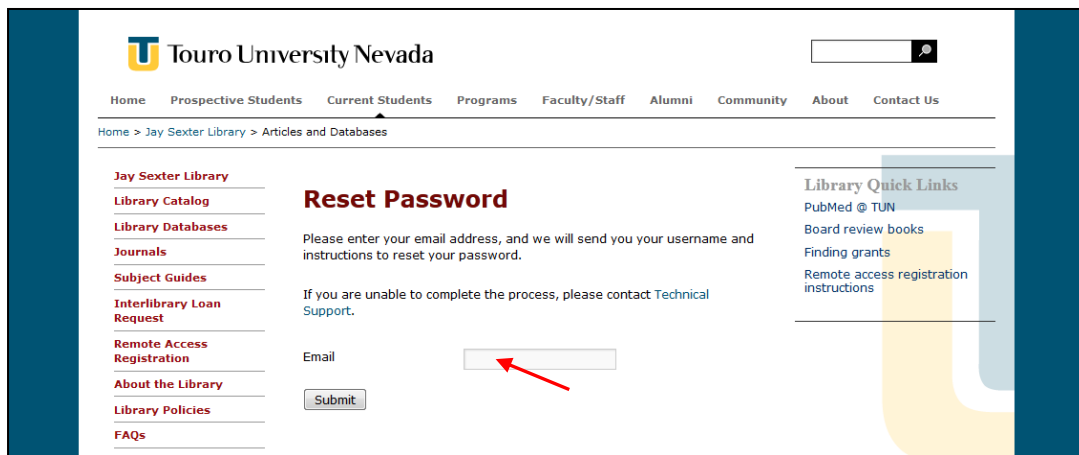 Touro University Nevada
Home Prospective Students Current Students Programs Faculty/Staff Alumni Community About Contact Us
Home > Jay Sexter Library > Articles and Databases
Jay Sexter Library
Library Catalog
Library Databases
Journals
Subject Guides
Interlibrary Loan
Request
Remote Access
Registration
About the Library
Library Policies
FAQs
Reset Password
Please enter your email address, and we will send you your username and
instructions to reset your password.
If you are unable to complete the process, please contact Technical
Support.
Email
Submit
Library Quick Links
PubMed @ TUN
Board review books
Finding grants
Remote access registration
instructions